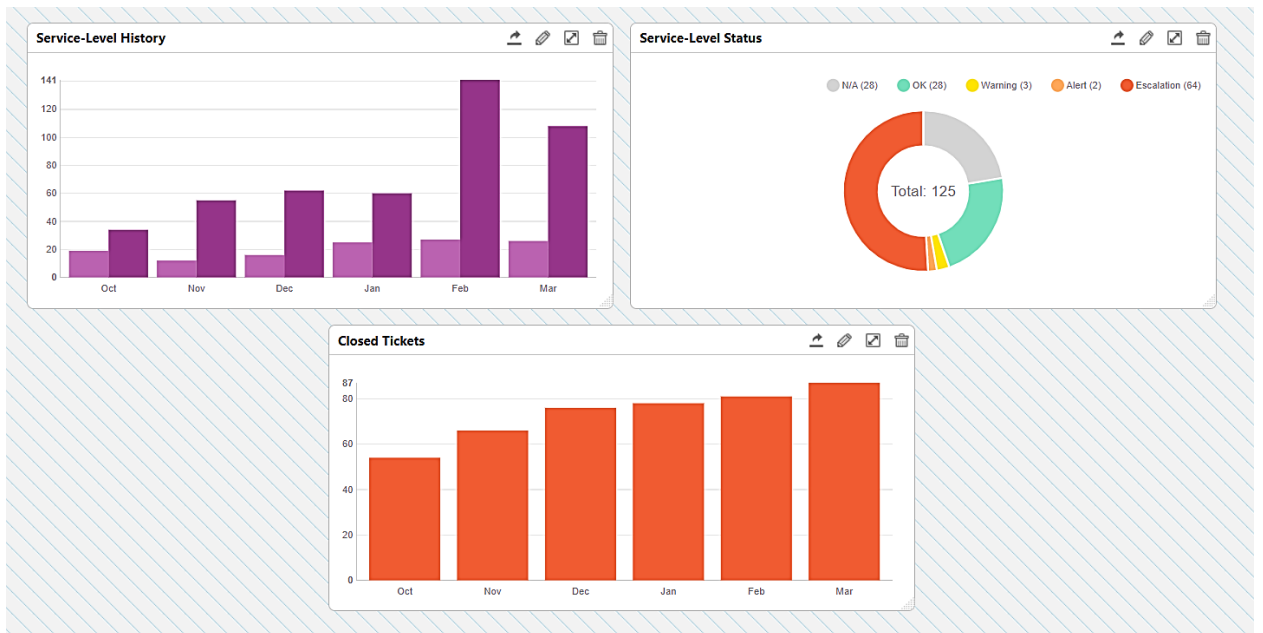 Service-Level History
141
120
100
80
60
40
20
0
Oct Nov Dec Jan Feb Mar
Service-Level Status
N/A (28) OK (28) Warning (3) Alert (2) Escalation (64)
Total: 125
Closed Tickets
87
80
60
40
20
0
Oct Nov Dec Jan Feb Mar